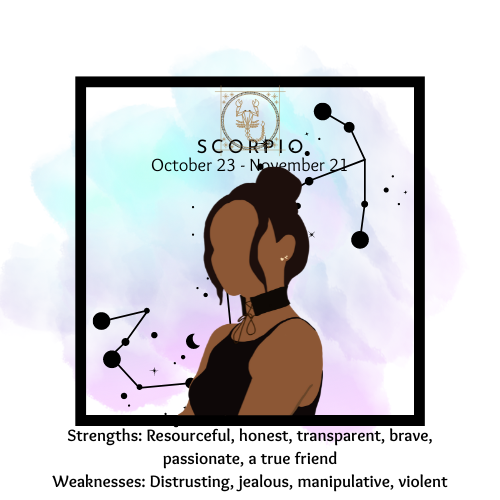 SCORPIO
October 23 - November 21
Strengths: Resourceful, honest, transparent, brave,
passionate, a true friend
Weaknesses: Distrusting, jealous, manipulative, violent